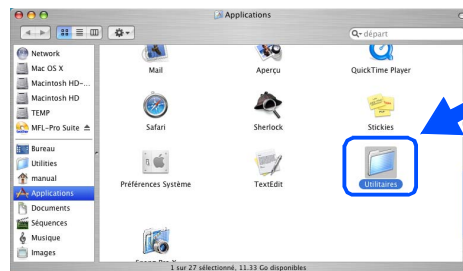 Applications
départ
Network
Mac OS X
Macintosh HD-...
Macintosh HD
TEMP
MFL-Pro Suite
Bureau
Utilities
manual
Applications
Documents
Séquences
Musique
Images
Mail
Aperçu
QuickTime Player
Safari
Sherlock
Stickies
Préférences Système
TextEdit
Utilitaires
1 sur 27 sélectionné, 11.33 Go disponibles